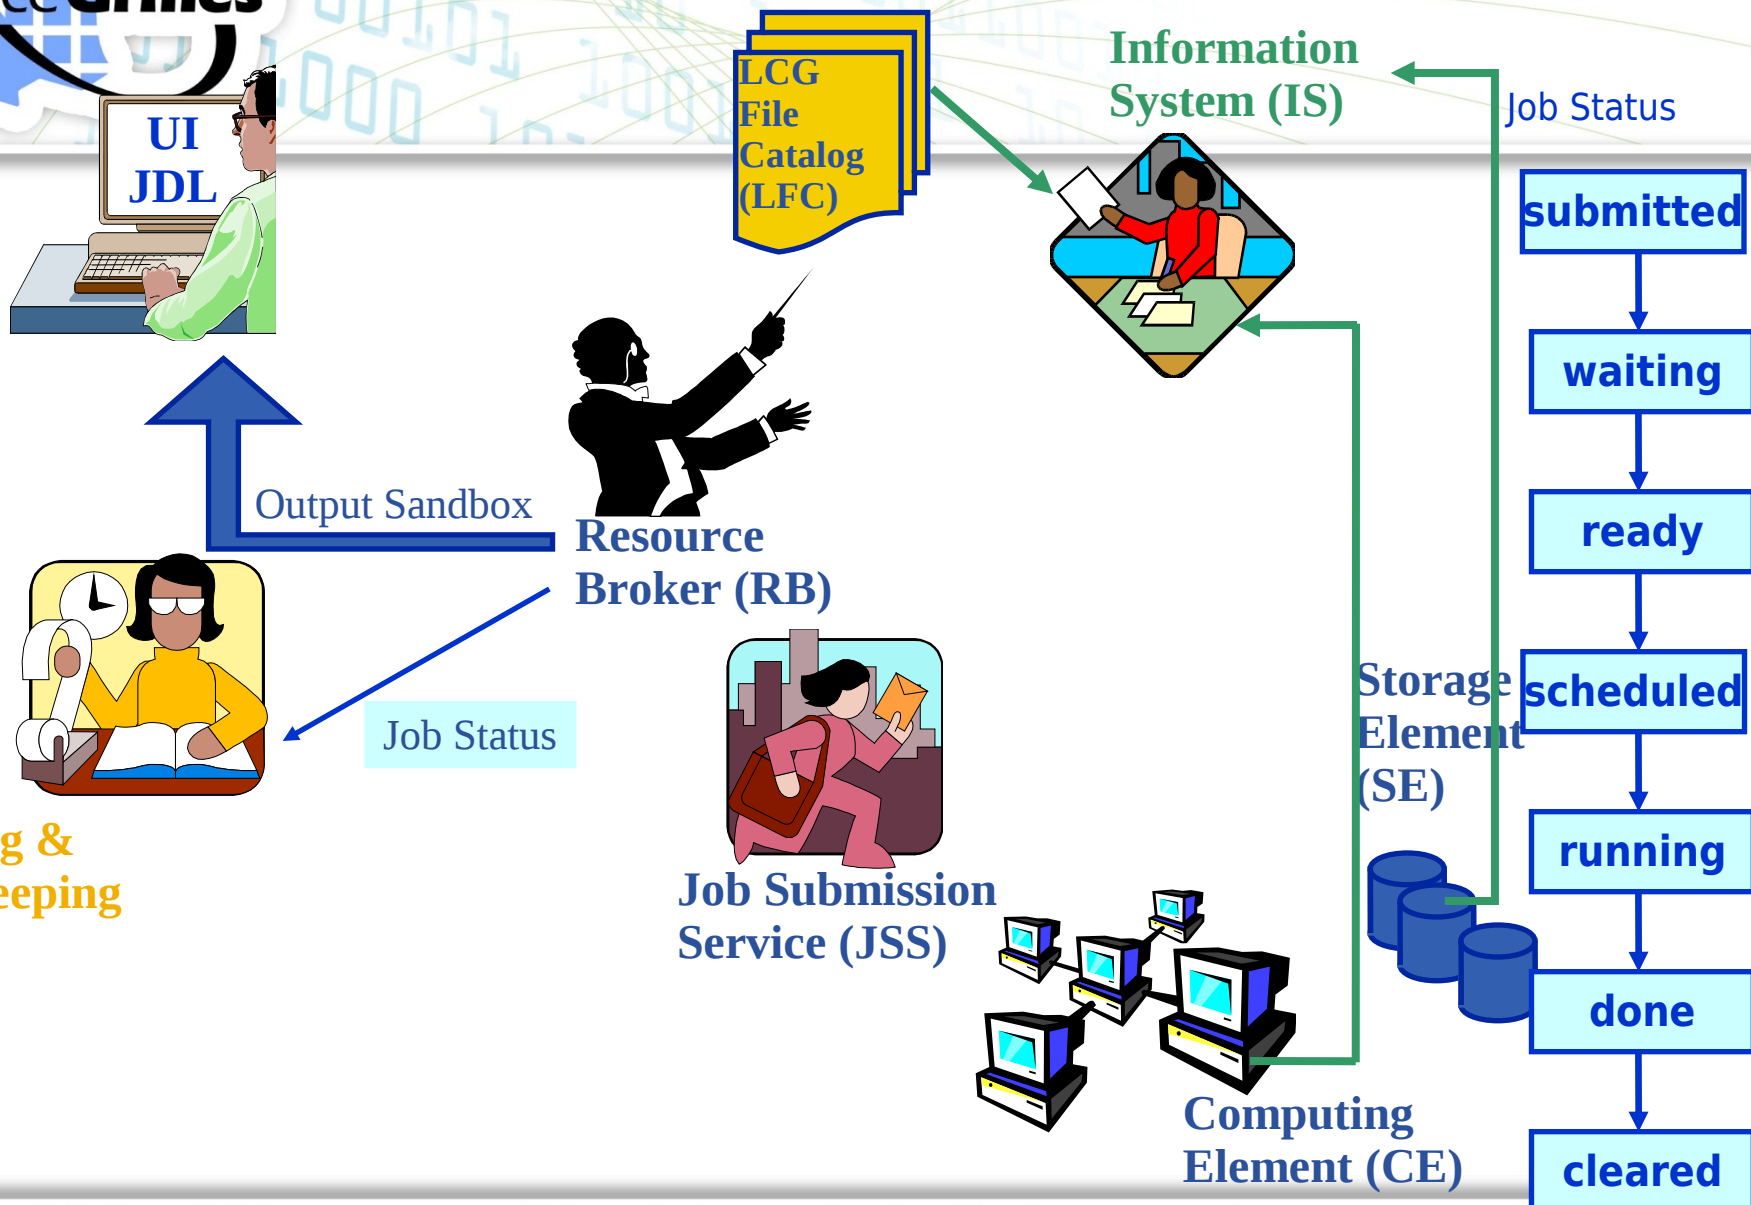 Grilles
UI
JDL
LCG
File
Catalog
(LFC)
Information
System (IS)
Job Status
submitted
waiting
ready
scheduled
running
done
cleared
Output Sandbox
Resource
Broker (RB)
Job Status
Storage
Element
(SE)
g &
eeping
Job Submission
Service (JSS)
Computing
Element (CE)